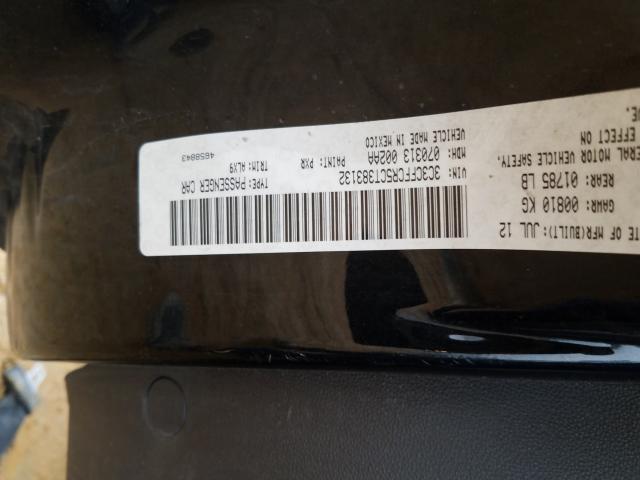 TE OF MFR(BUILT): JUL 12
GAWR: 00810 KG
REAR: 01785 LB
ERAL MOTOR VEHICLE SAFETY,
EFFECT ON
VIN: 3C3CFFCR5CT383132
TYPE: PASSENGER CAR
MDH: 070313 002AA
PAINT: PXR
TRIM: ALX9
VEHICLE MADE IN MEXICO
4658843